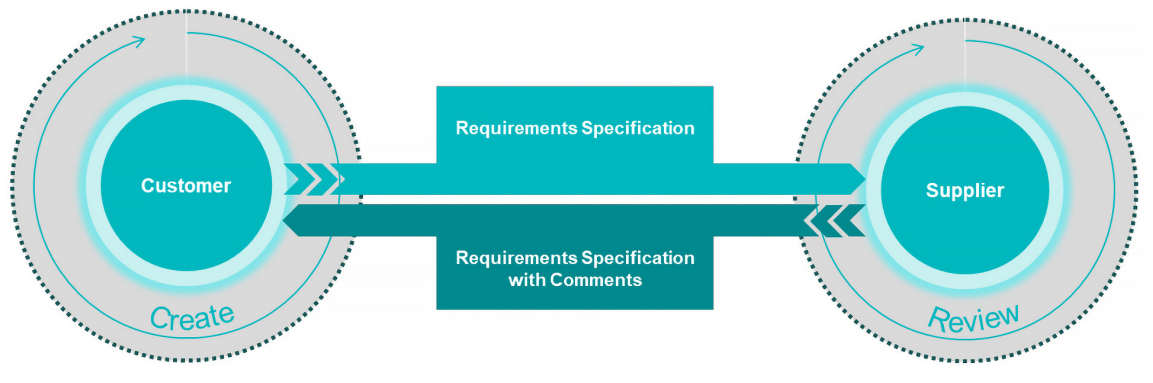 Requirements Specification
Customer
Supplier
Requirements Specification
with Comments
Create
Review